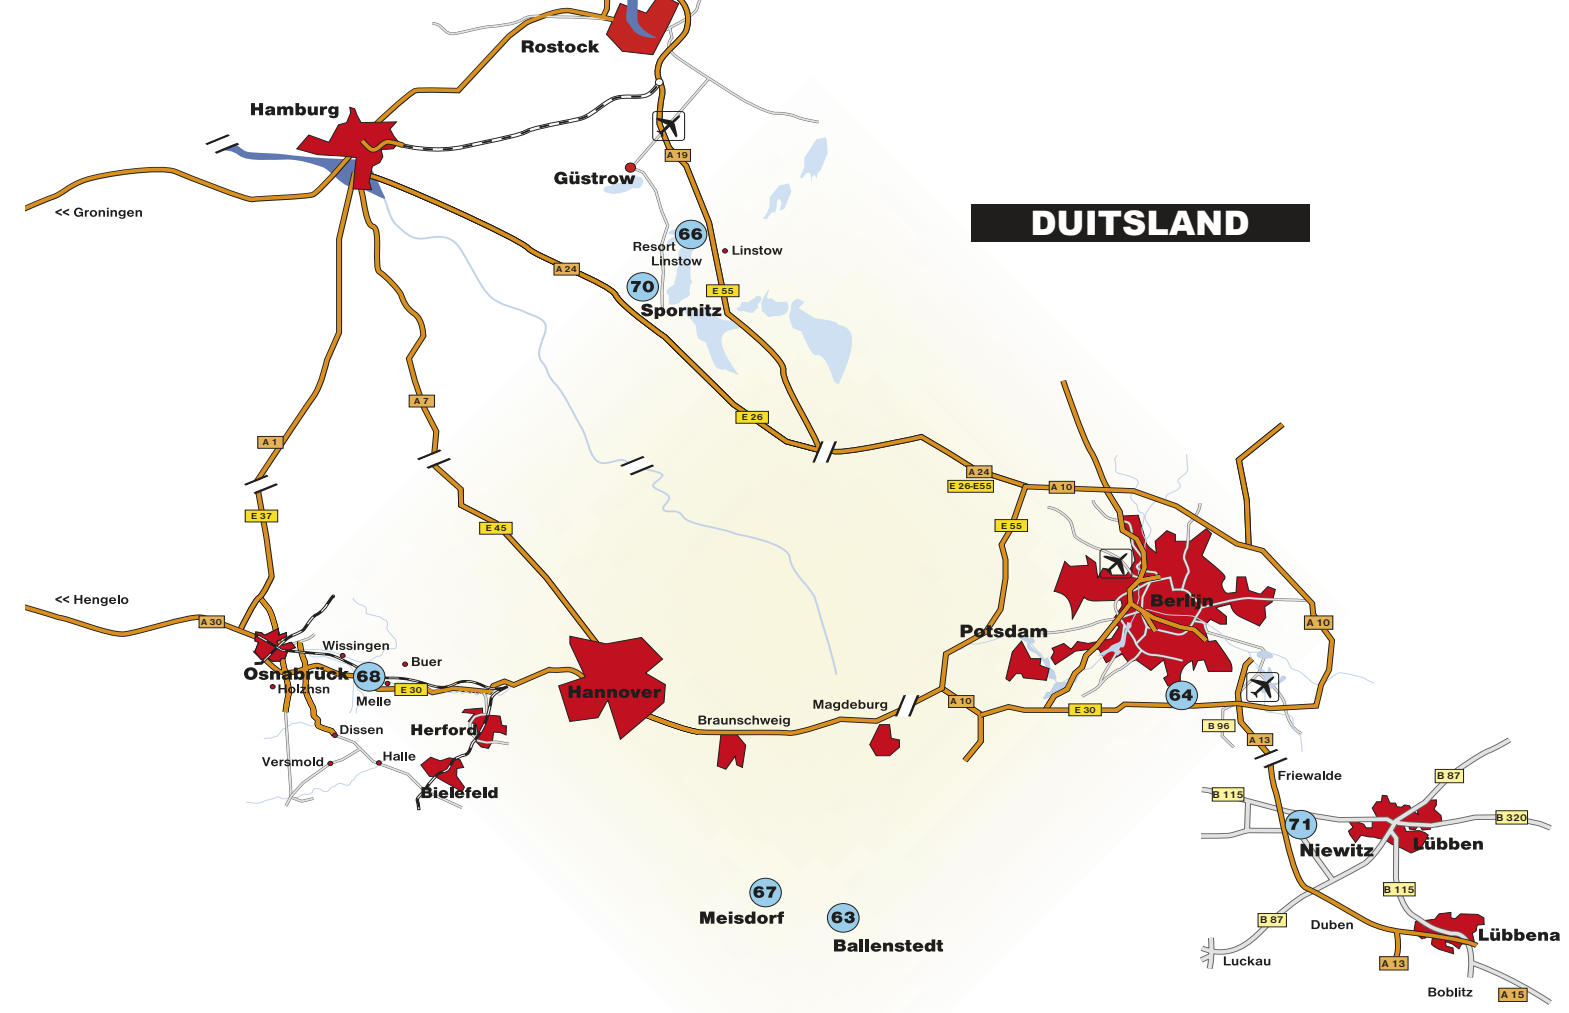 Rostock
Hamburg
A 19
Güstrow
<< Groningen
DUITSLAND
66
Resort
Linstow
Linstow
A 24
70
E 55
Spornitz
A 7
E 26
A 1
A 24
E 26-E55
A 10
E 37
E 45
E 55
<< Hengelo
A 30
Berlijn
A 10
Potsdam
Wissingen
Buer
Osnabrück
68
Holzhsn
E 30
Melle
Hannover
64
Magdeburg
A 10
E 30
Braunschweig
B 96
Dissen
Herford
A 13
Versmold
Halle
Friewalde
B 87
Bielefeld
B 115
71
B 320
Niewitz
Lübben
67
B 115
Meisdorf
63
B 87
Duben
Ballenstedt
Lübbena
Luckau
A 13
Boblitz
A 15